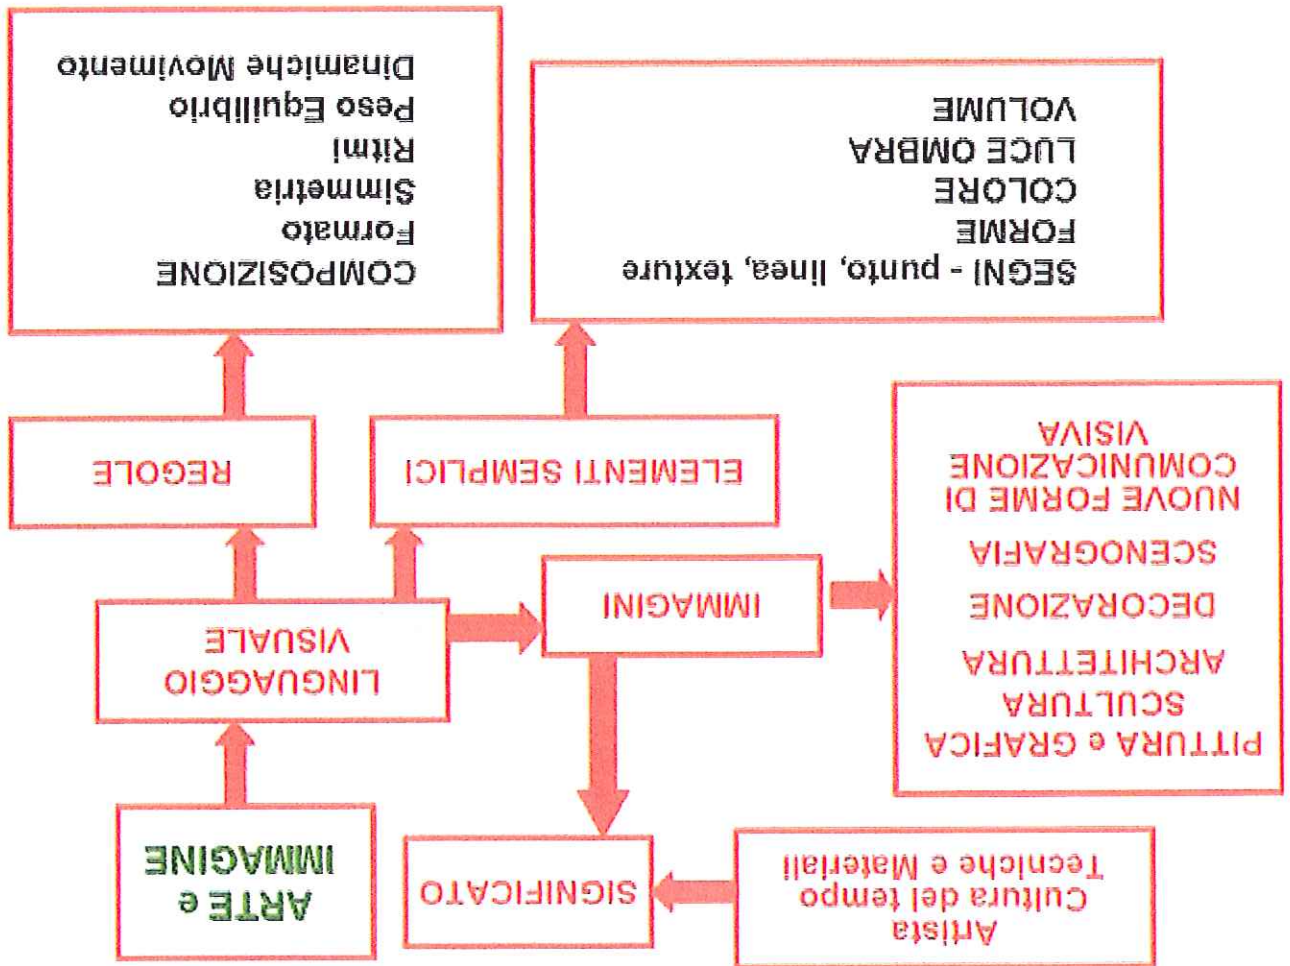 ARTE e
IMMAGINE
SIGNIFICATO
Artista
Cultura del tempo
Tecniche e Materiali
LINGUAGGIO
VISUALE
IMMAGINI
PITTURA e GRAFICA
SCULTURA
ARCHITETTURA
DECORAZIONE
SCENOGRAFIA
NUOVE FORME DI
COMUNICAZIONE
VISIVA
REGOLE
ELEMENTI SEMPLICI
COMPOSIZIONE
Formato
Simmetria
Ritmi
Peso Equilibrio
Dinamiche Movimento
SEGNI - punto, linea, texture
FORME
COLORE
LUCE OMBRA
VOLUME